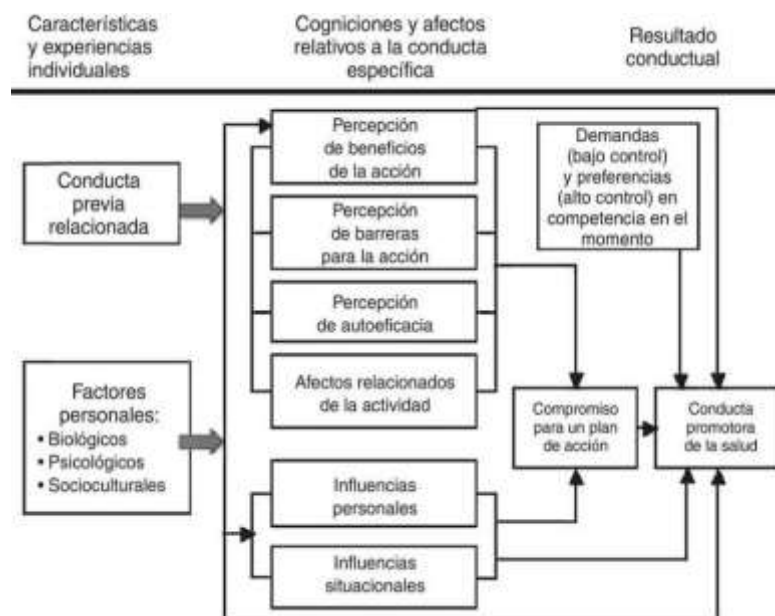 Características
y experiencias
individuales
Cogniciones y afectos
relativos a la conducta
específica
Resultado
conductual
Conducta
previa
relacionada
Factores
personales:
• Biológicos
• Psicológicos
• Socioculturales
Percepción
de beneficios
de la acción
Percepción
de barreras
para la acción
Percepción
de autoeficacia
Afectos relacionados
de la actividad
Influencias
personales
Influencias
situacionales
Demandas
(bajo control)
y preferencias
(alto control) en
competencia en el
momento
Compromiso
para un plan
de acción
Conducta
promotora
de la salud